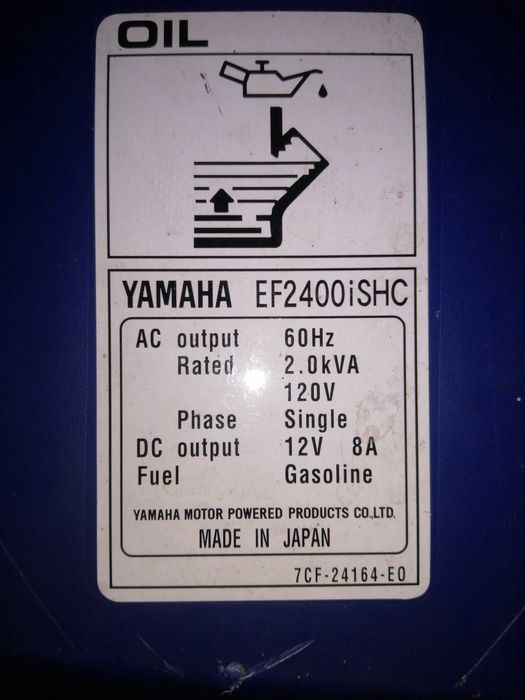 OIL
YAMAHA EF2400iSHC
AC output 60Hz
Rated 2.0kVA
120V
Phase Single
DC output 12V 8A
Fuel Gasoline
YAMAHA MOTOR POWERED PRODUCTS CO.,LTD.
MADE IN JAPAN
7CF-24164-E0